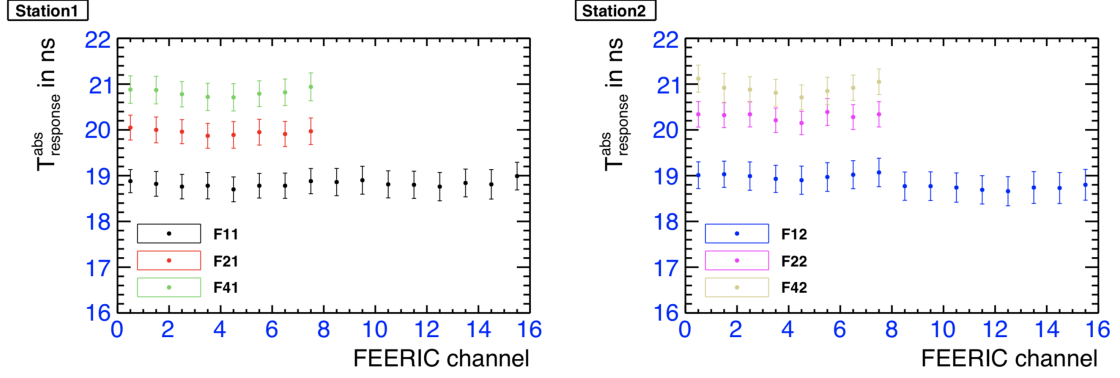 Station1
T^abs_response in ns
22
21
20
19
18
17
16
F11
F21
F41
0 2 4 6 8 10 12 14 16
FEERIC channel
Station2
T^abs_response in ns
22
21
20
19
18
17
16
F12
F22
F42
0 2 4 6 8 10 12 14 16
FEERIC channel